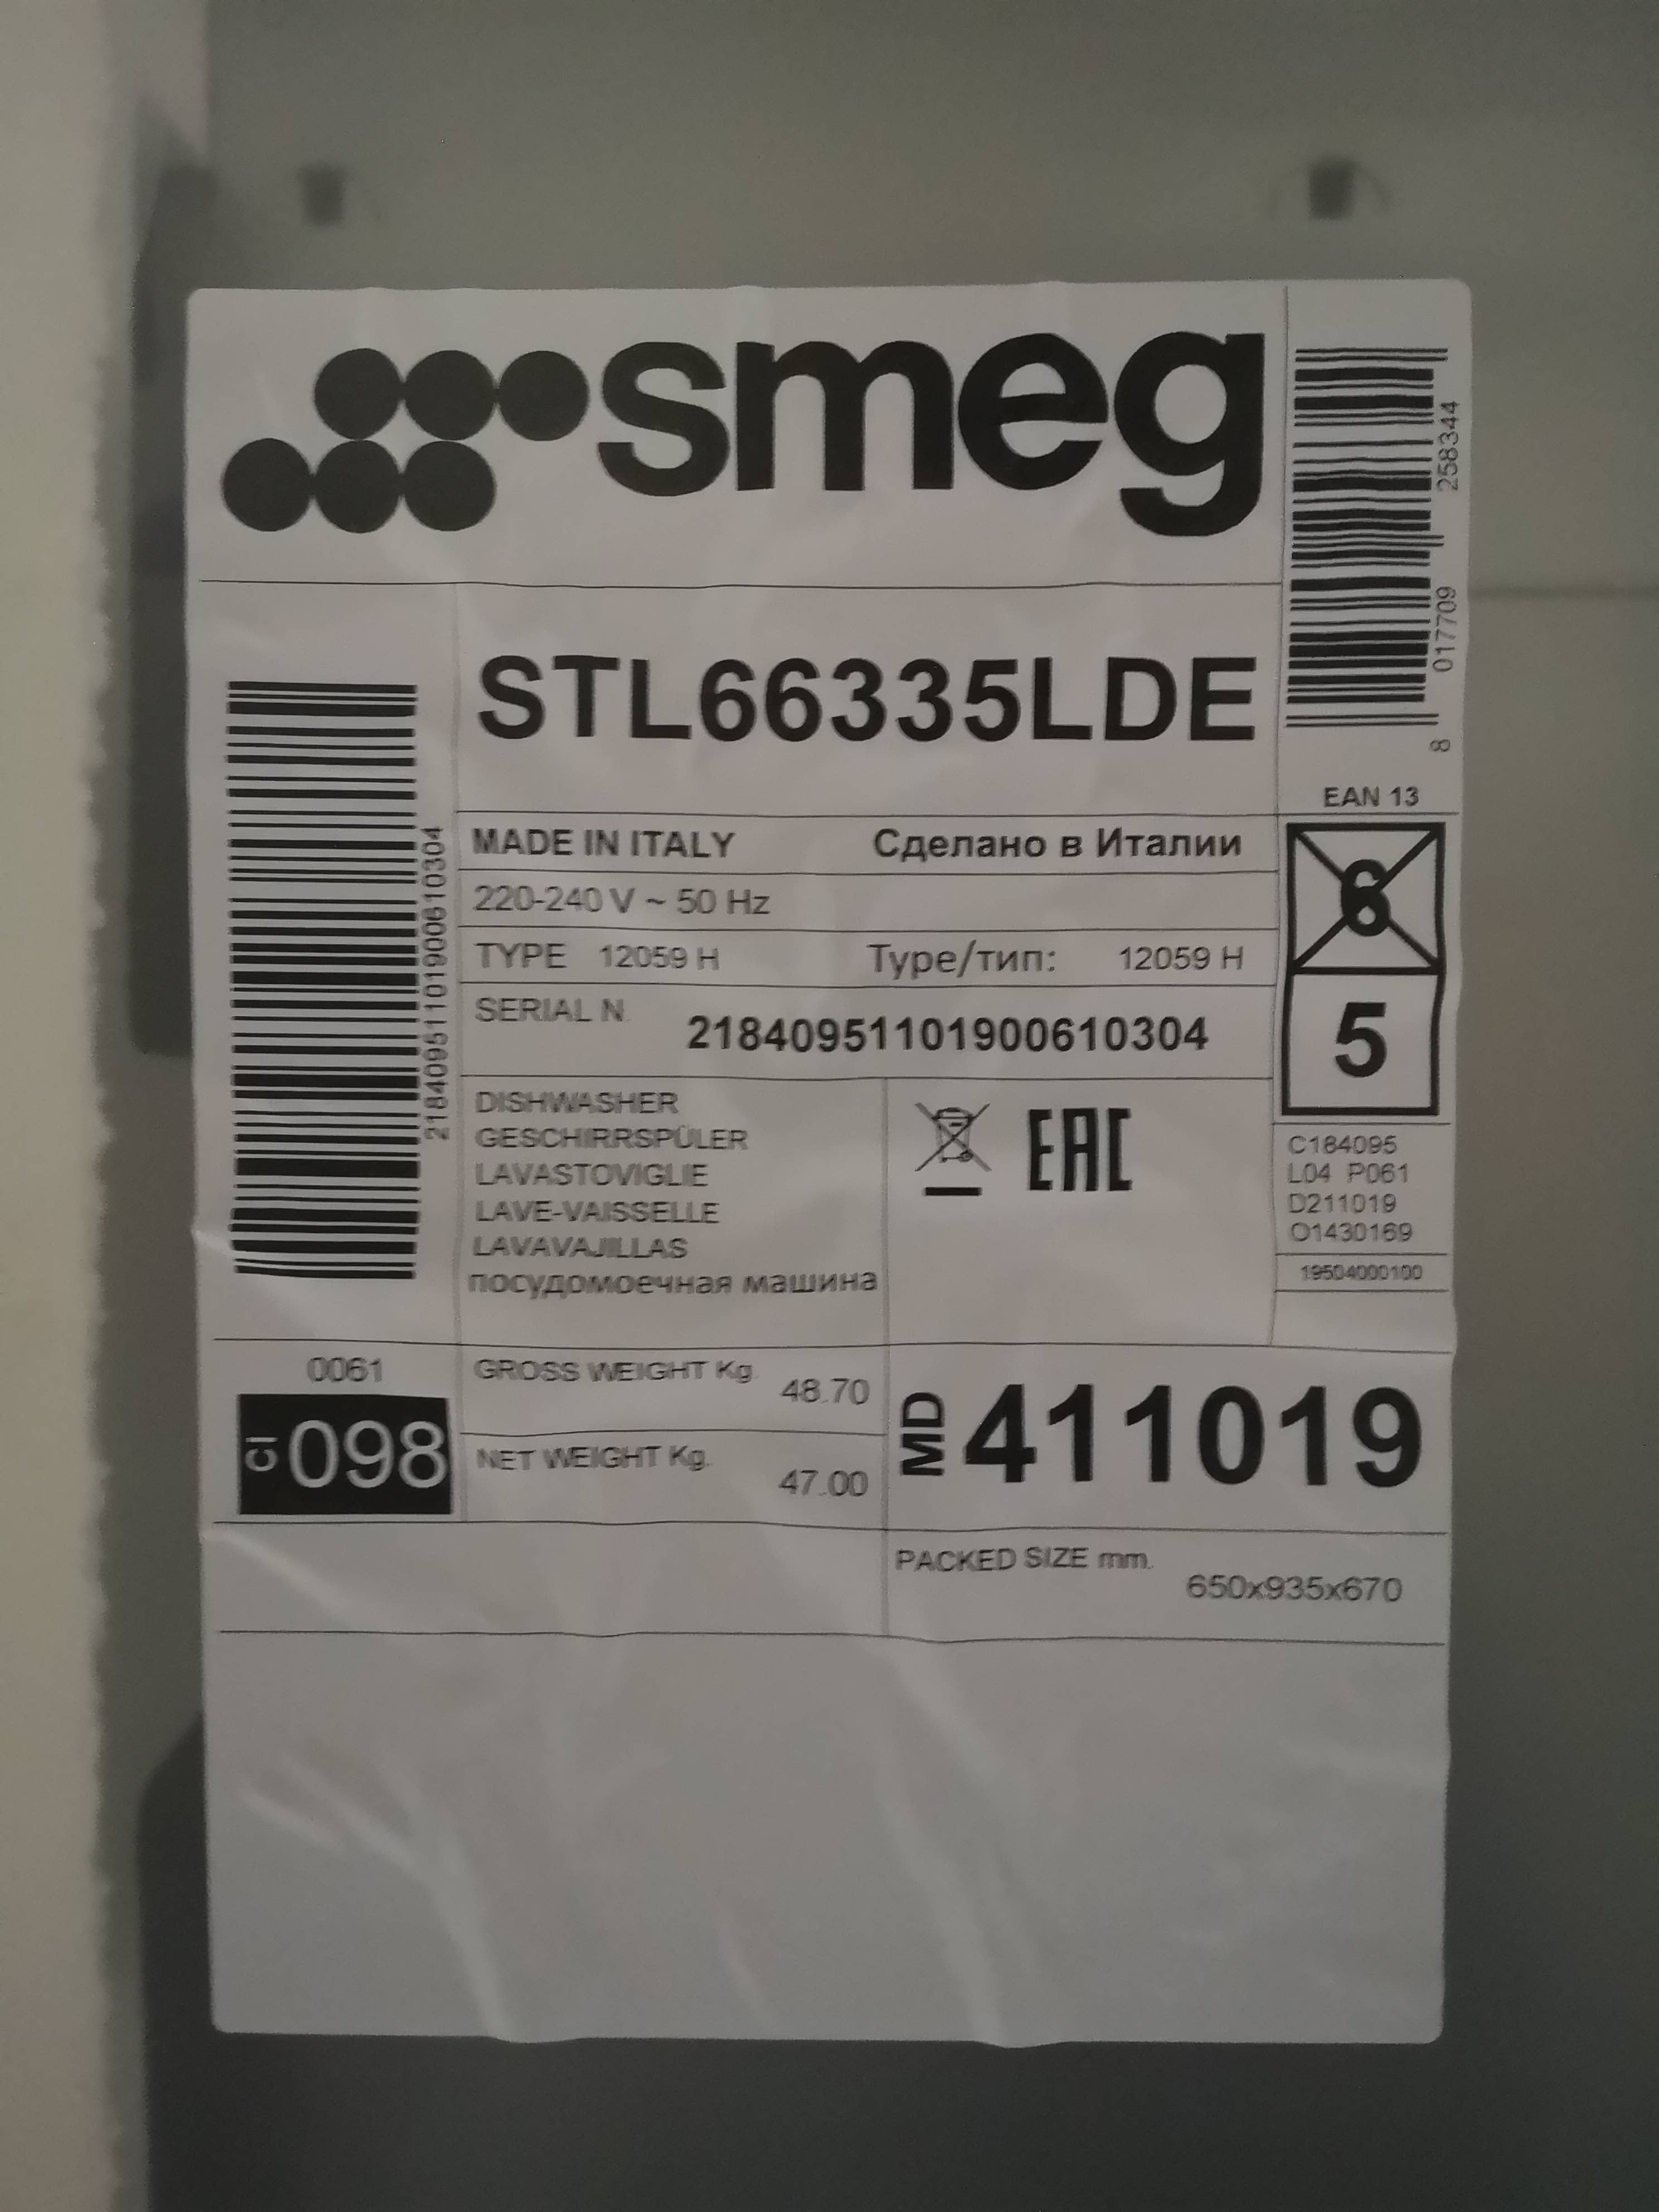 smeg
8 017709 258344
EAN 13
STL66335LDE
MADE IN ITALY Сделано в Италии
220-240 V ~ 50 Hz
TYPE 12059 H Type/тип: 12059 H
SERIAL N. 21840951101900610304
21840951101900610304
6
5
DISHWASHER
GESCHIRRSPÜLER
LAVASTOVIGLIE
LAVE-VAISSELLE
LAVAVAJILLAS
посудомоечная машина
EAC
C184095
L04 P061
D211019
O1430169
19504000100
0061
CI 098
GROSS WEIGHT Kg. 48.70
NET WEIGHT Kg. 47.00
MD 411019
PACKED SIZE mm.
650x935x670